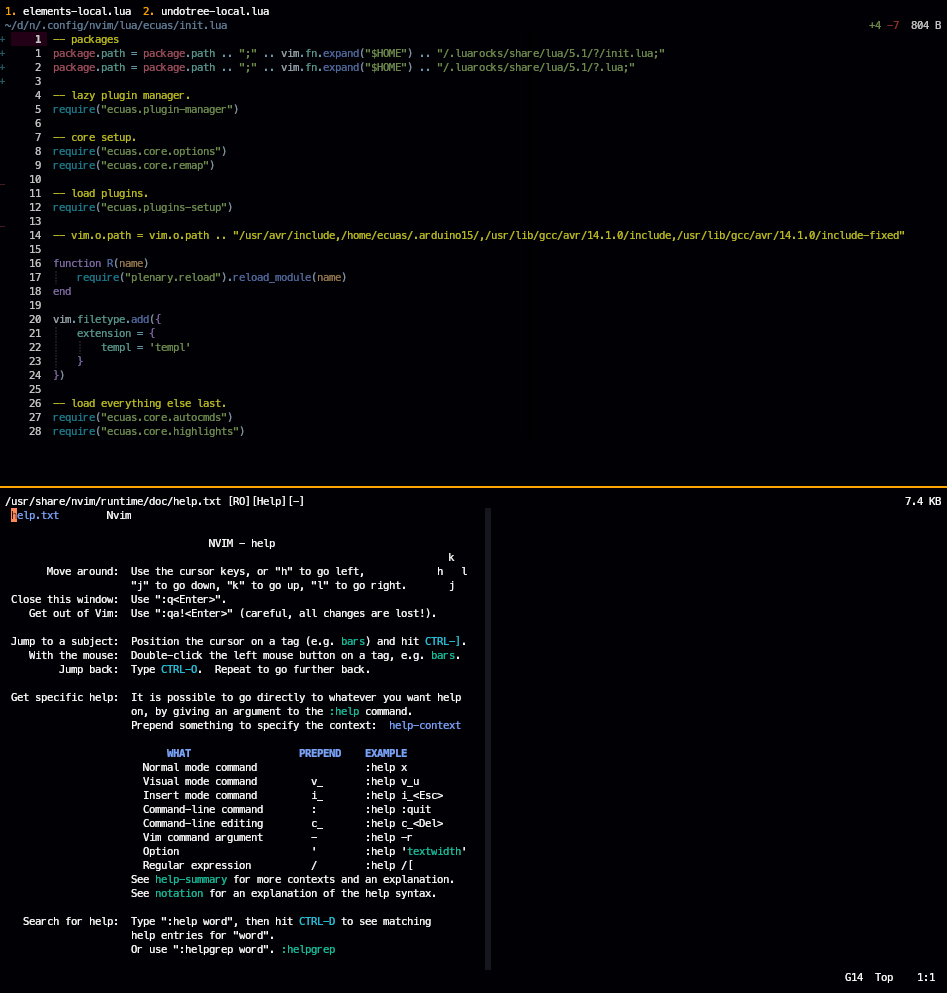 1. elements-local.lua  2. undotree-local.lua
~/d/n/.config/nvim/lua/ecuas/init.lua +4 -7 804 B
+ 1 -- packages
+ 1 package.path = package.path .. ";" .. vim.fn.expand("$HOME") .. "/.luarocks/share/lua/5.1/?/init.lua;"
+ 2 package.path = package.path .. ";" .. vim.fn.expand("$HOME") .. "/.luarocks/share/lua/5.1/?.lua;"
+ 3
4 -- lazy plugin manager.
5 require("ecuas.plugin-manager")
6
7 -- core setup.
8 require("ecuas.core.options")
9 require("ecuas.core.remap")
_ 10
11 -- load plugins.
12 require("ecuas.plugins-setup")
_ 13
14 -- vim.o.path = vim.o.path .. "/usr/avr/include,/home/ecuas/.arduino15/,/usr/lib/gcc/avr/14.1.0/include,/usr/lib/gcc/avr/14.1.0/include-fixed"
15
16 function R(name)
17     require("plenary.reload").reload_module(name)
18 end
19
20 vim.filetype.add({
21     extension = {
22         templ = 'templ'
23     }
24 })
25
26 -- load everything else last.
27 require("ecuas.core.autocmds")
28 require("ecuas.core.highlights")
/usr/share/nvim/runtime/doc/help.txt [RO][Help][-] 7.4 KB
help.txt        Nvim
NVIM - help
k
Move around:  Use the cursor keys, or "h" to go left,            h   l
"j" to go down, "k" to go up, "l" to go right.       j
Close this window:  Use ":q<Enter>".
Get out of Vim:  Use ":qa!<Enter>" (careful, all changes are lost!).
Jump to a subject:  Position the cursor on a tag (e.g. bars) and hit CTRL-].
With the mouse:  Double-click the left mouse button on a tag, e.g. bars.
Jump back:  Type CTRL-O.  Repeat to go further back.
Get specific help:  It is possible to go directly to whatever you want help
on, by giving an argument to the :help command.
Prepend something to specify the context:  help-context
WHAT                  PREPEND    EXAMPLE
Normal mode command                  :help x
Visual mode command         v_       :help v_u
Insert mode command         i_       :help i_<Esc>
Command-line command        :        :help :quit
Command-line editing        c_       :help c_<Del>
Vim command argument        -        :help -r
Option                      '        :help 'textwidth'
Regular expression          /        :help /[
See help-summary for more contexts and an explanation.
See notation for an explanation of the help syntax.
Search for help:  Type ":help word", then hit CTRL-D to see matching
help entries for "word".
Or use ":helpgrep word". :helpgrep
G14  Top    1:1